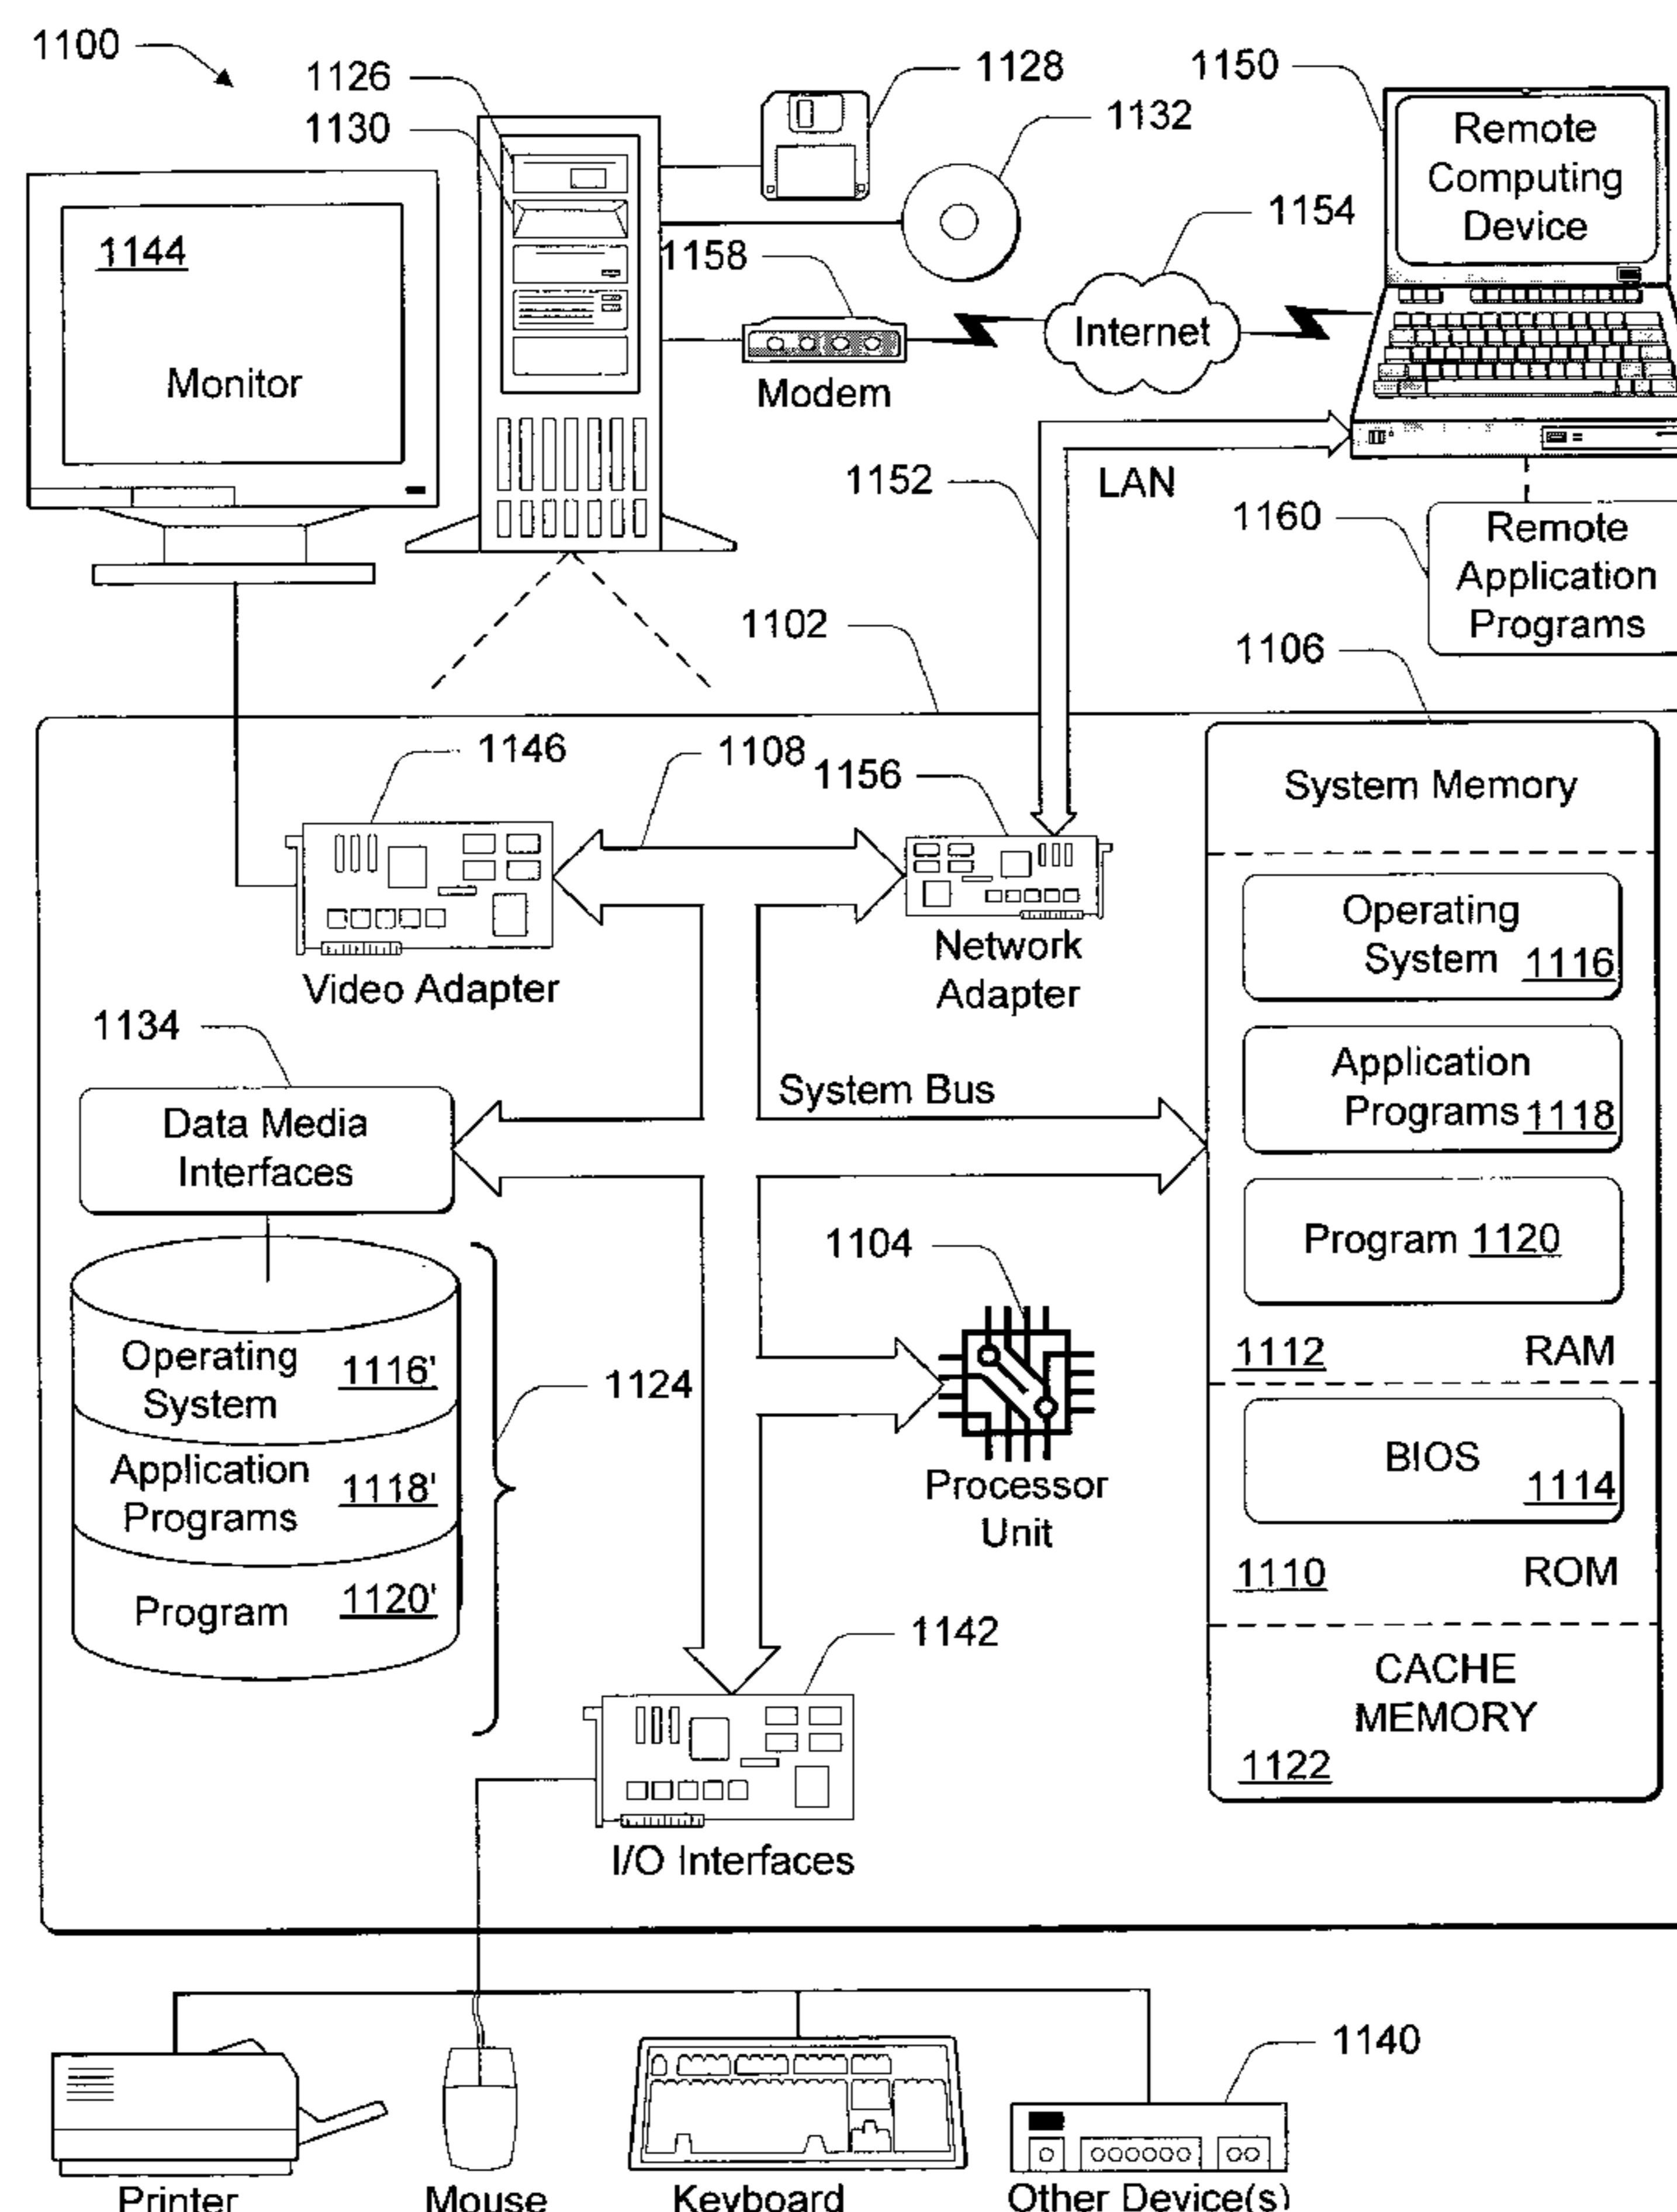 1100
1126
1130
1128
1132
1150
Remote
Computing
Device
1154
1144
Monitor
1158
Internet
Modem
1152
LAN
1160
Remote
Application
Programs
1102
1106
1146
1108
1156
System Memory
Video Adapter
Network
Adapter
Operating
System 1116
1134
Data Media
Interfaces
System Bus
Application
Programs 1118
Program 1120
1104
1112 RAM
Operating
System 1116'
1124
Application
Programs 1118'
Program 1120'
Processor
Unit
BIOS
1114
1110 ROM
1142
CACHE
MEMORY
1122
I/O Interfaces
1140
Printer
Mouse
Keyboard
Other Device(s)